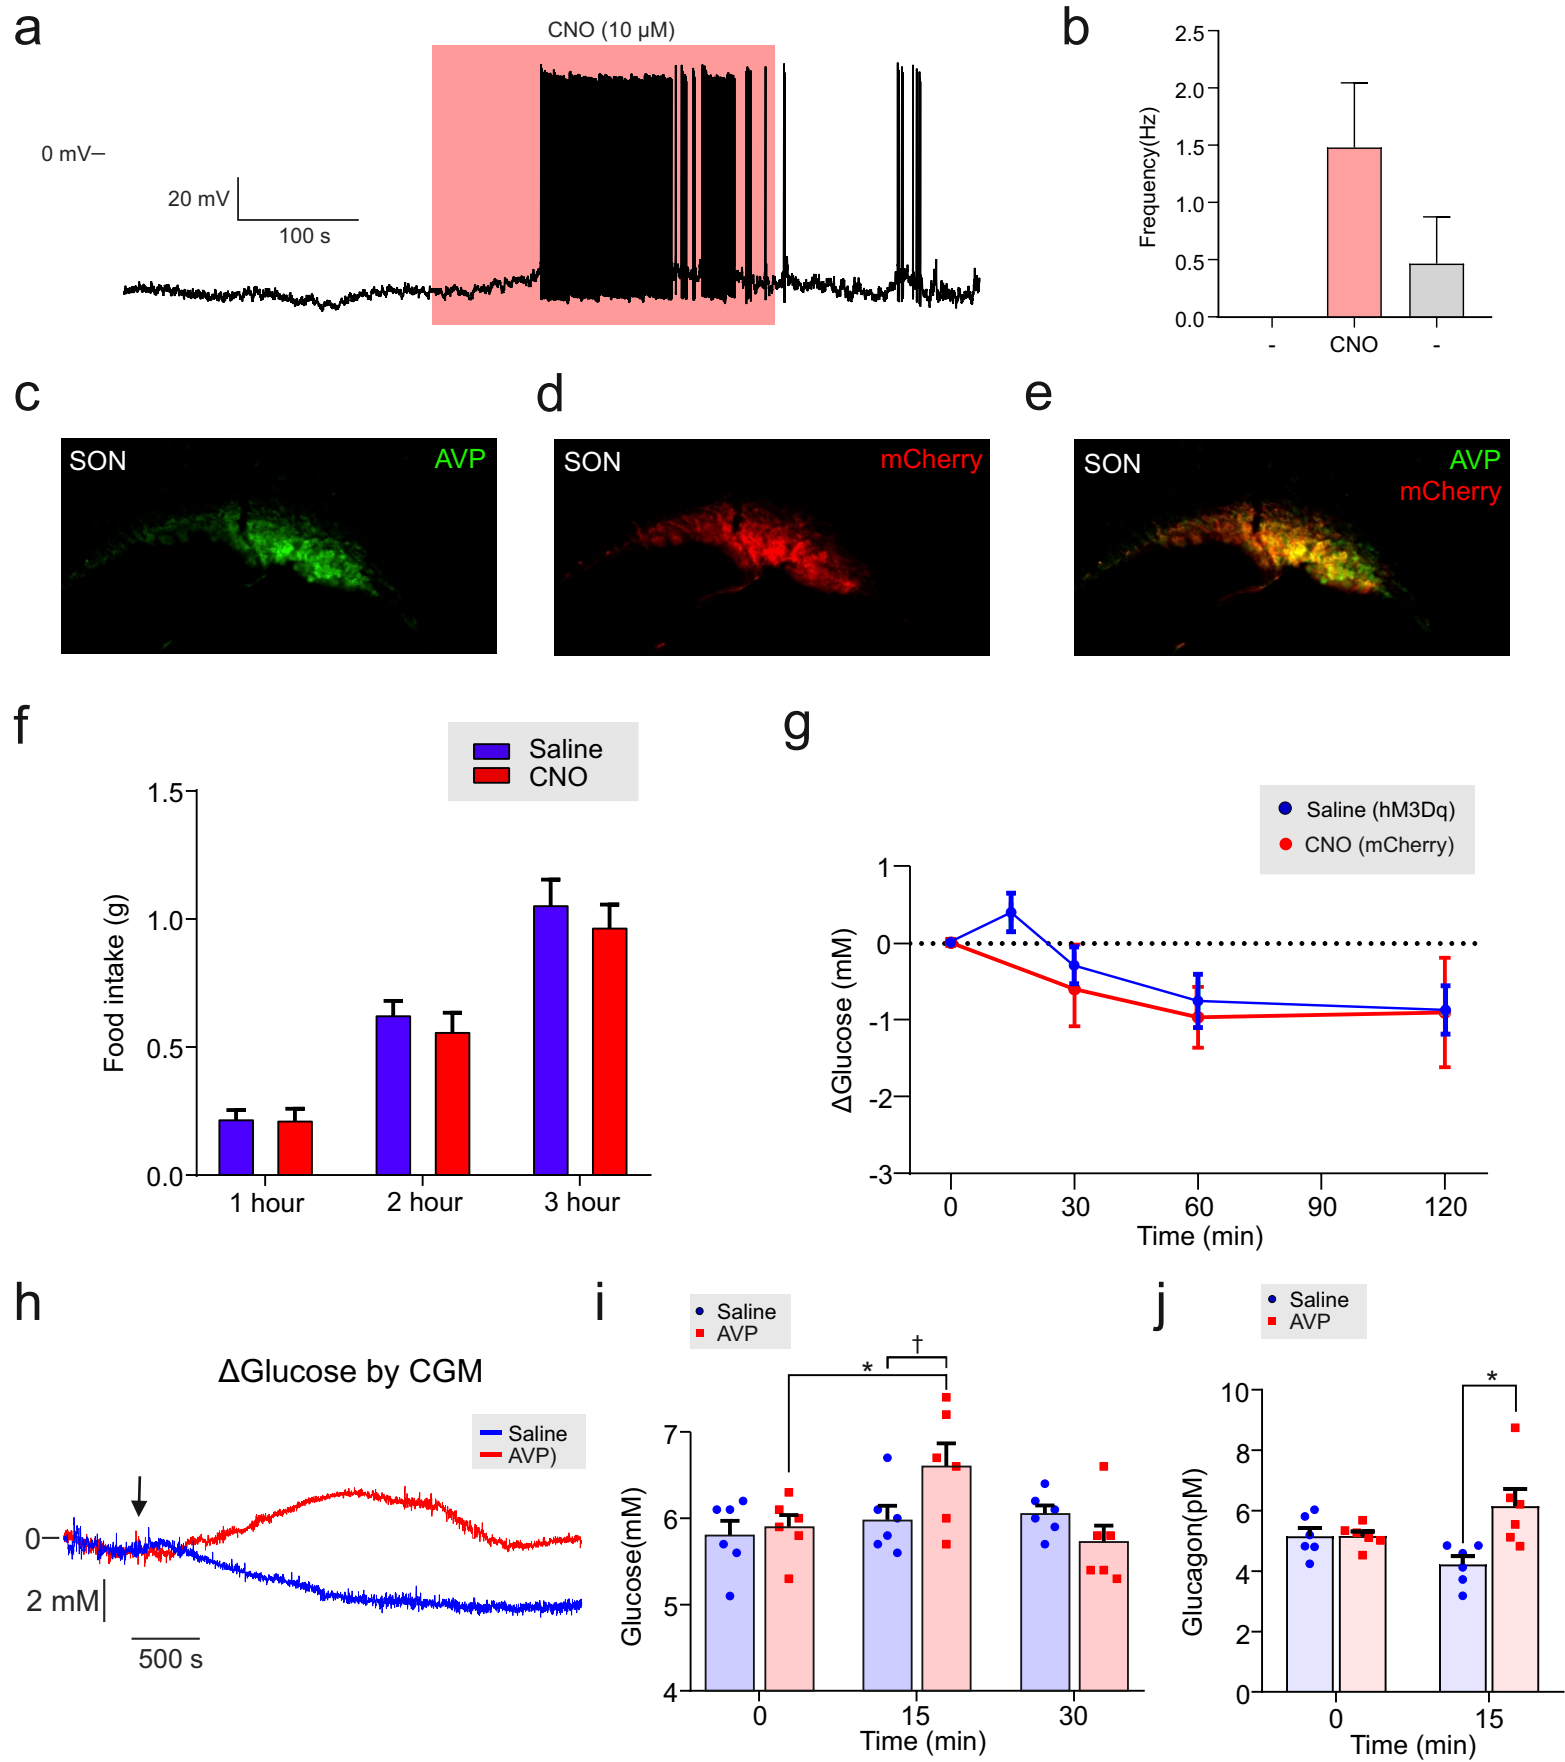 a
CNO (10 µM)
0 mV
20 mV
100 s
b
2.5
2.0
1.5
1.0
0.5
0.0
Frequency(Hz)
-
CNO
-
c
SON
AVP
d
SON
mCherry
e
SON
AVP
mCherry
f
Saline
CNO
1.5
1.0
0.5
0.0
Food intake (g)
1 hour
2 hour
3 hour
g
Saline (hM3Dq)
CNO (mCherry)
1
0
-1
-2
-3
ΔGlucose (mM)
0
30
60
90
120
Time (min)
h
ΔGlucose by CGM
Saline
AVP)
0
2 mM
500 s
i
Saline
AVP
*
†
7
6
5
4
Glucose(mM)
0
15
30
Time (min)
j
Saline
AVP
*
10
8
6
4
2
0
Glucagon(pM)
0
15
Time (min)